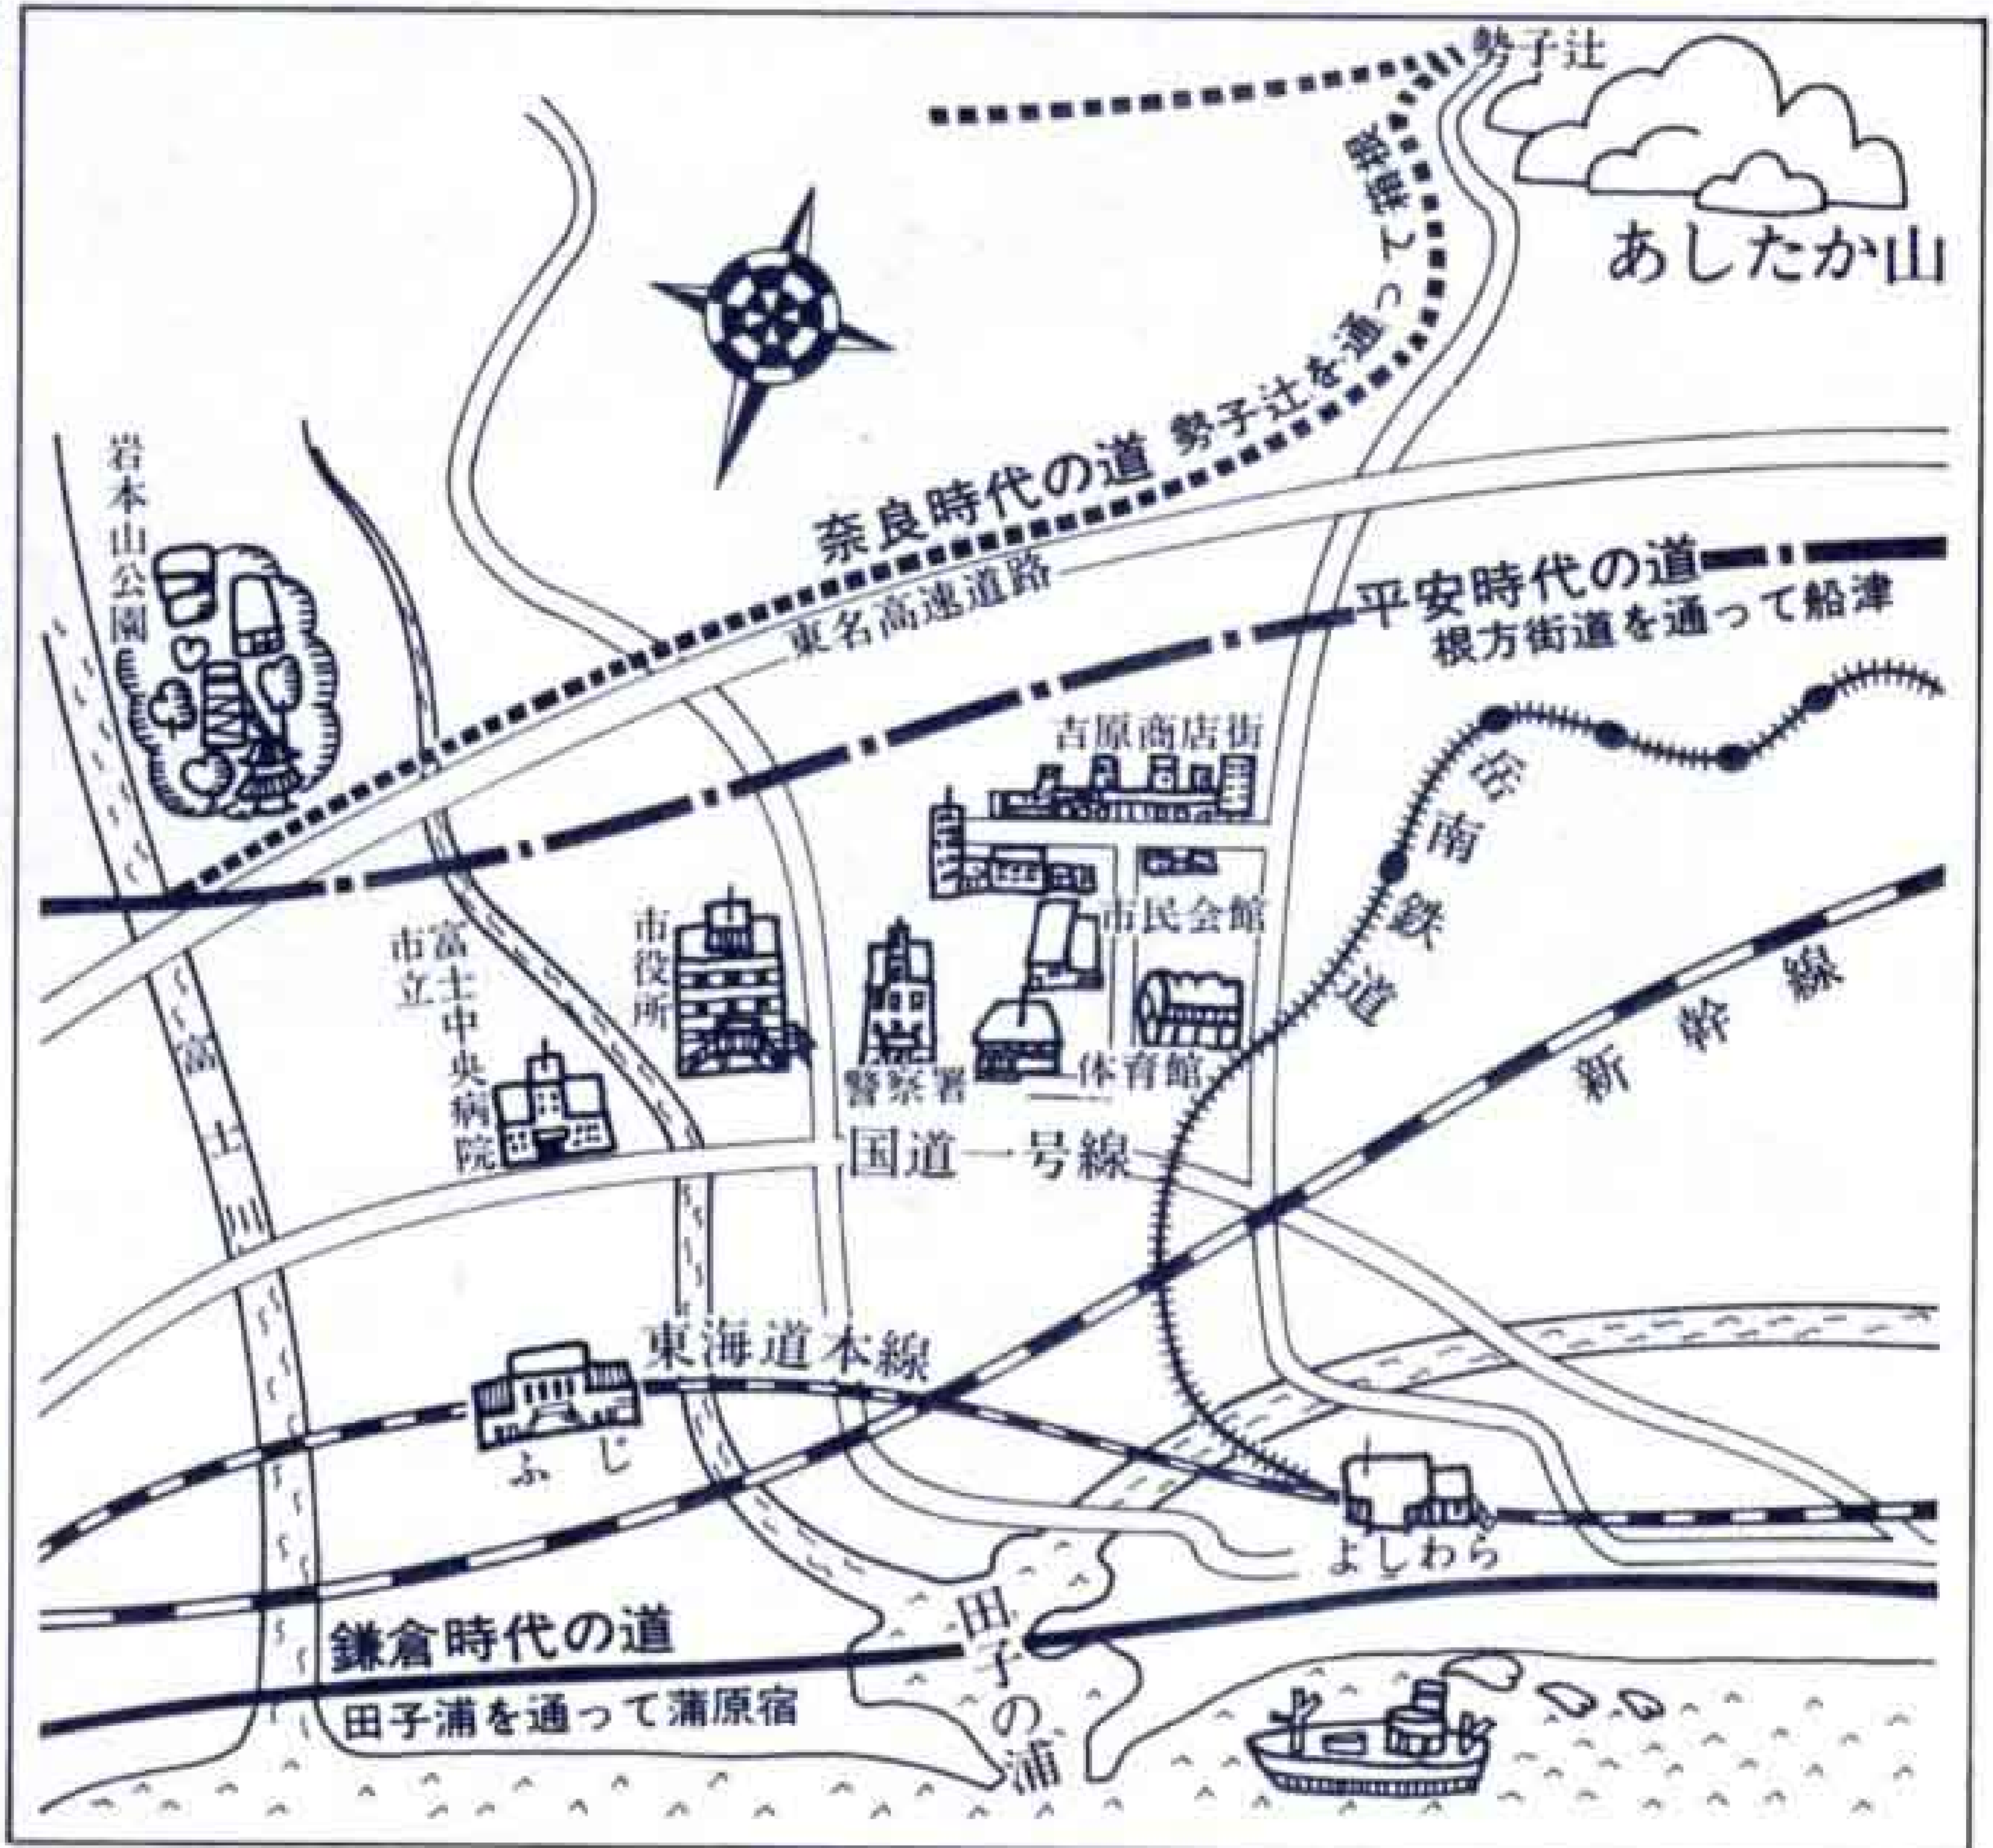 勢子辻
あしたか山
奈良時代の道 勢子辻を通って箱根
岩本山公園
東名高速道路
平安時代の道
根方街道を通って船津
吉原商店街
岳南鉄道
市民会館
市役所
市立
富士中央病院
新幹線
富士川
警察署
体育館
国道一号線
東海道本線
ふじ
よしわら
鎌倉時代の道
田子浦を通って蒲原宿
田子の浦